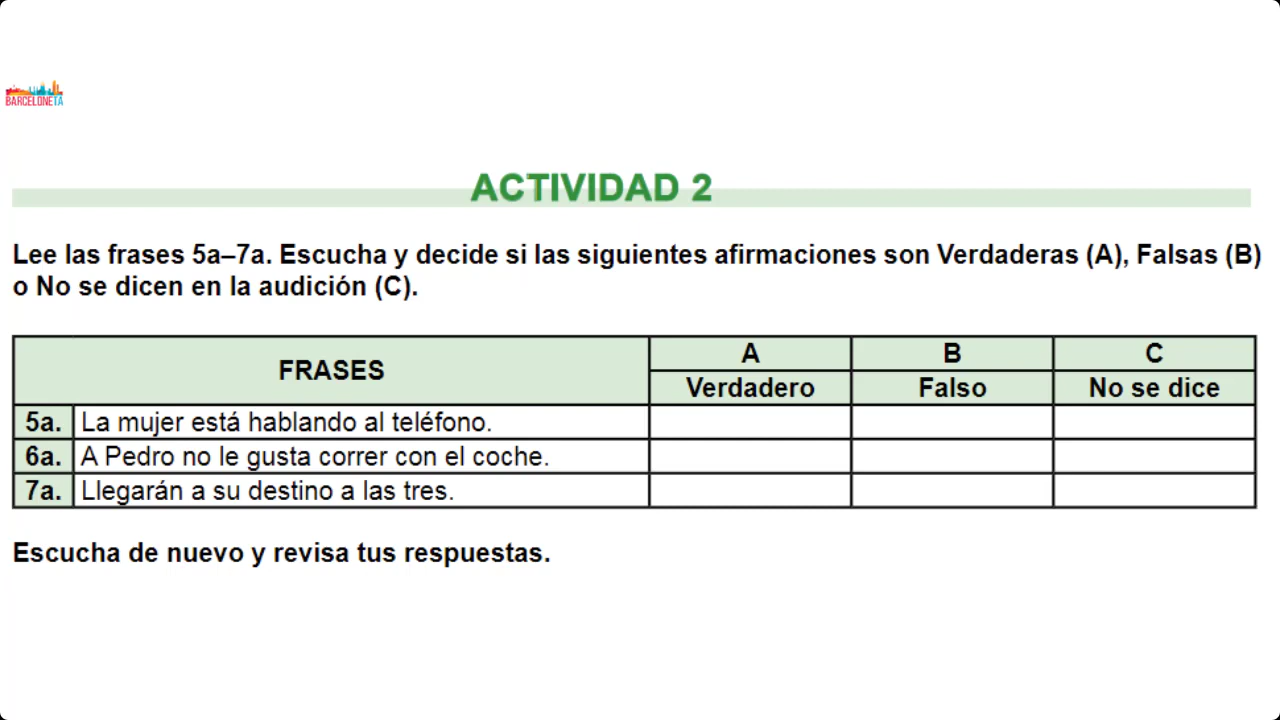 BARCELONETA
ACTIVIDAD 2
Lee las frases 5a–7a. Escucha y decide si las siguientes afirmaciones son Verdaderas (A), Falsas (B)
o No se dicen en la audición (C).
FRASES A B C
Verdadero Falso No se dice
5a. La mujer está hablando al teléfono.
6a. A Pedro no le gusta correr con el coche.
7a. Llegarán a su destino a las tres.
Escucha de nuevo y revisa tus respuestas.